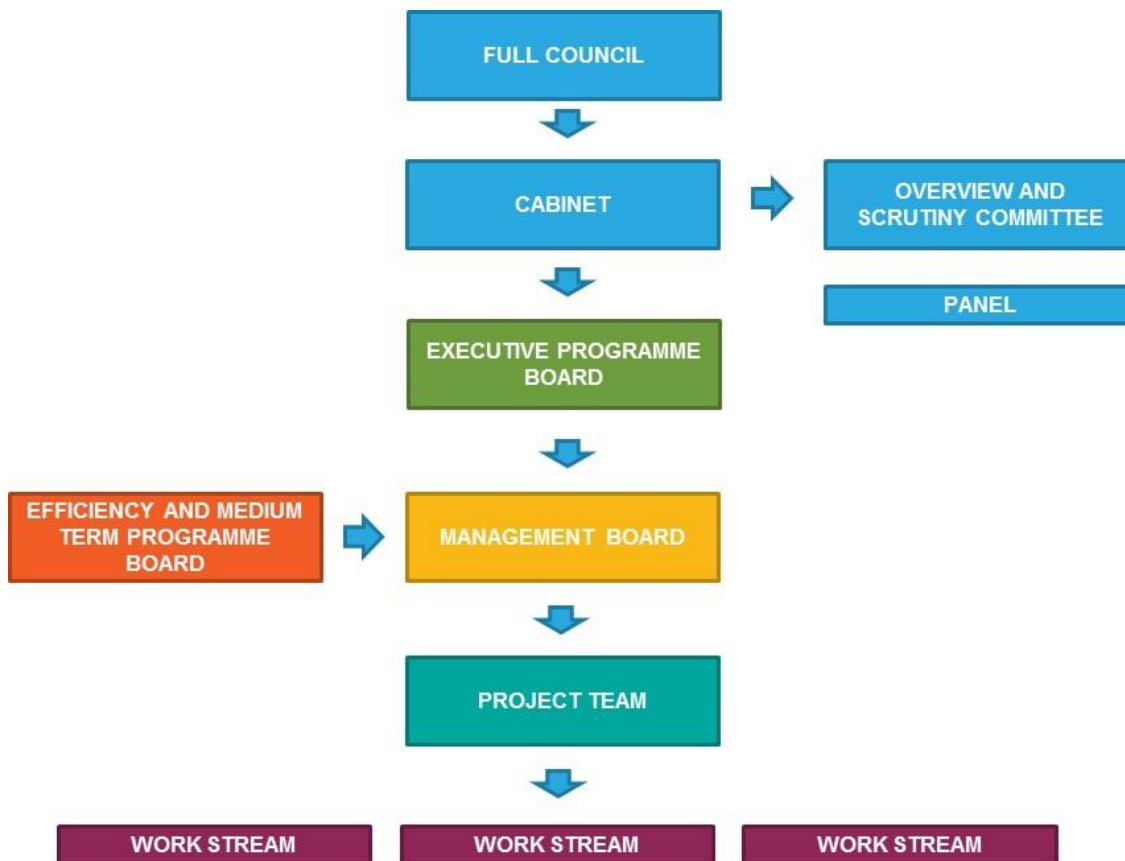 FULL COUNCIL
CABINET
OVERVIEW AND
SCRUTINY COMMITTEE
PANEL
EXECUTIVE PROGRAMME
BOARD
EFFICIENCY AND MEDIUM
TERM PROGRAMME
BOARD
MANAGEMENT BOARD
PROJECT TEAM
WORK STREAM
WORK STREAM
WORK STREAM